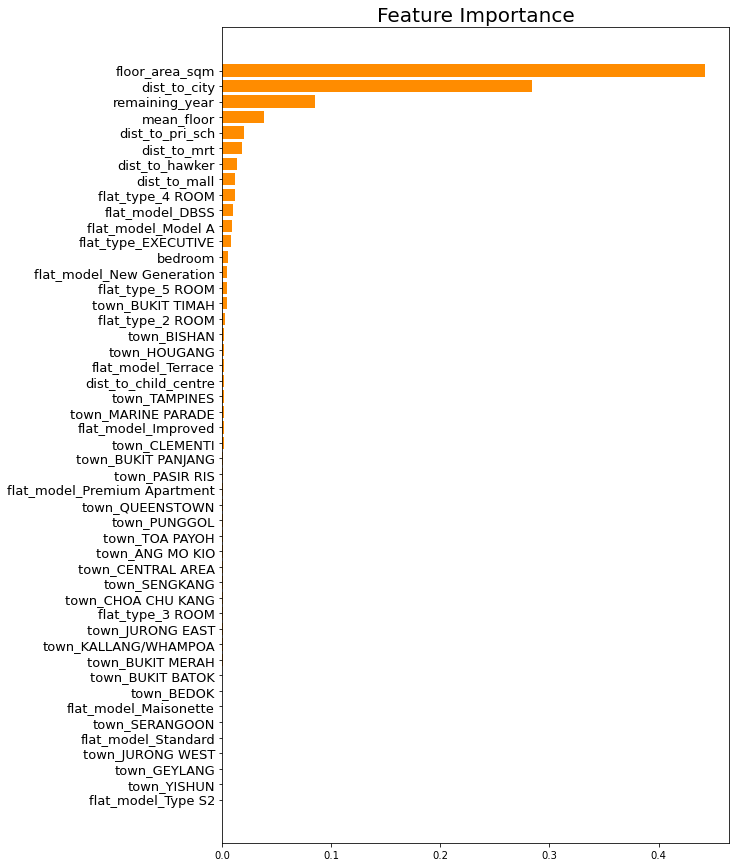 Feature Importance
floor_area_sqm
dist_to_city
remaining_year
mean_floor
dist_to_pri_sch
dist_to_mrt
dist_to_hawker
dist_to_mall
flat_type_4 ROOM
flat_model_DBSS
flat_model_Model A
flat_type_EXECUTIVE
bedroom
flat_model_New Generation
flat_type_5 ROOM
town_BUKIT TIMAH
flat_type_2 ROOM
town_BISHAN
town_HOUGANG
flat_model_Terrace
dist_to_child_centre
town_TAMPINES
town_MARINE PARADE
flat_model_Improved
town_CLEMENTI
town_BUKIT PANJANG
town_PASIR RIS
flat_model_Premium Apartment
town_QUEENSTOWN
town_PUNGGOL
town_TOA PAYOH
town_ANG MO KIO
town_CENTRAL AREA
town_SENGKANG
town_CHOA CHU KANG
flat_type_3 ROOM
town_JURONG EAST
town_KALLANG/WHAMPOA
town_BUKIT MERAH
town_BUKIT BATOK
town_BEDOK
flat_model_Maisonette
town_SERANGOON
flat_model_Standard
town_JURONG WEST
town_GEYLANG
town_YISHUN
flat_model_Type S2
0.0 0.1 0.2 0.3 0.4